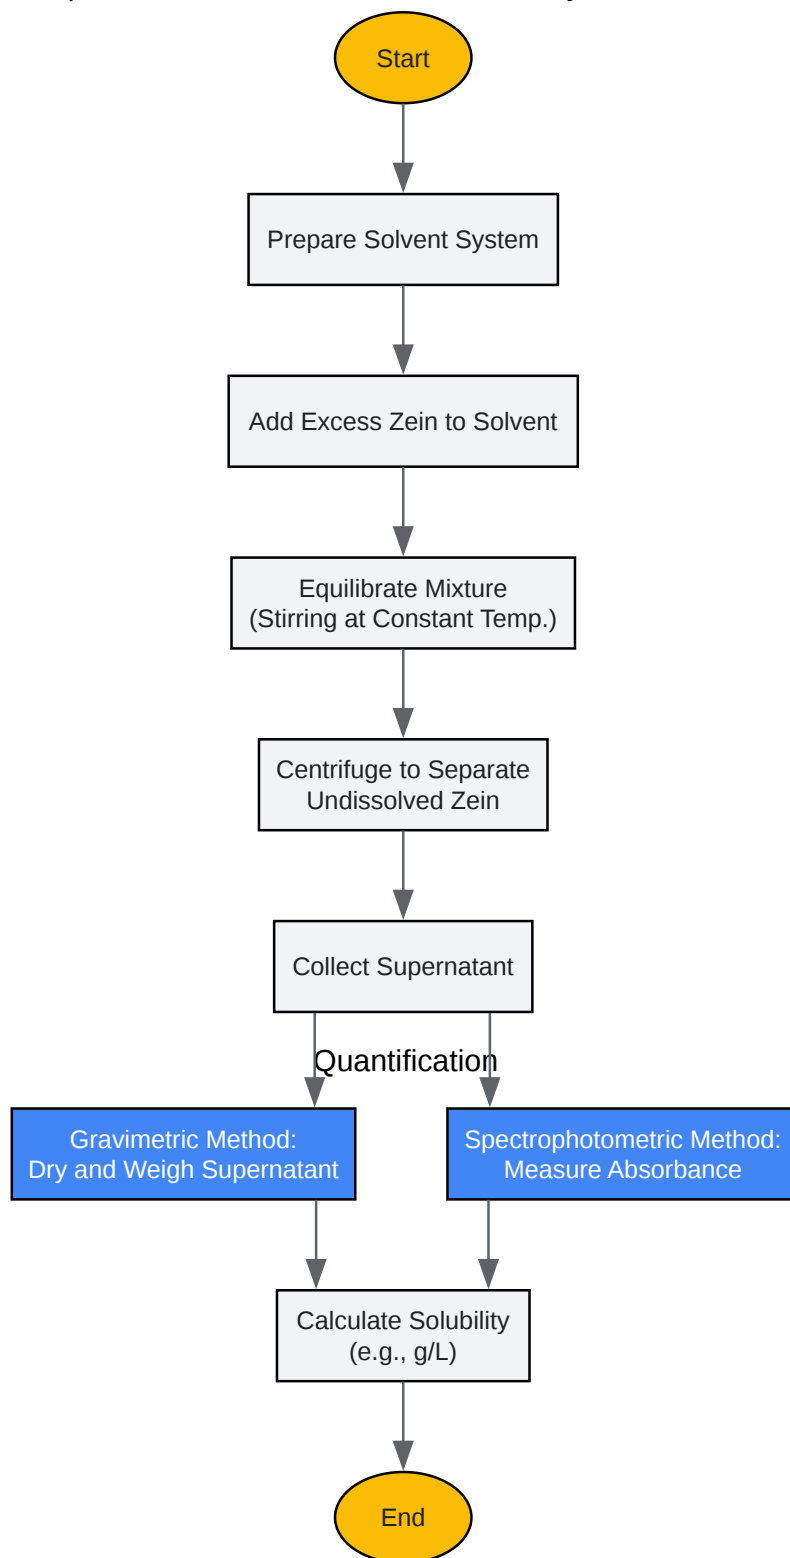 Start
Prepare Solvent System
Add Excess Zein to Solvent
Equilibrate Mixture
(Stirring at Constant Temp.)
Centrifuge to Separate
Undissolved Zein
Collect Supernatant
Quantification
Gravimetric Method:
Dry and Weigh Supernatant
Spectrophotometric Method:
Measure Absorbance
Calculate Solubility
(e.g., g/L)
End